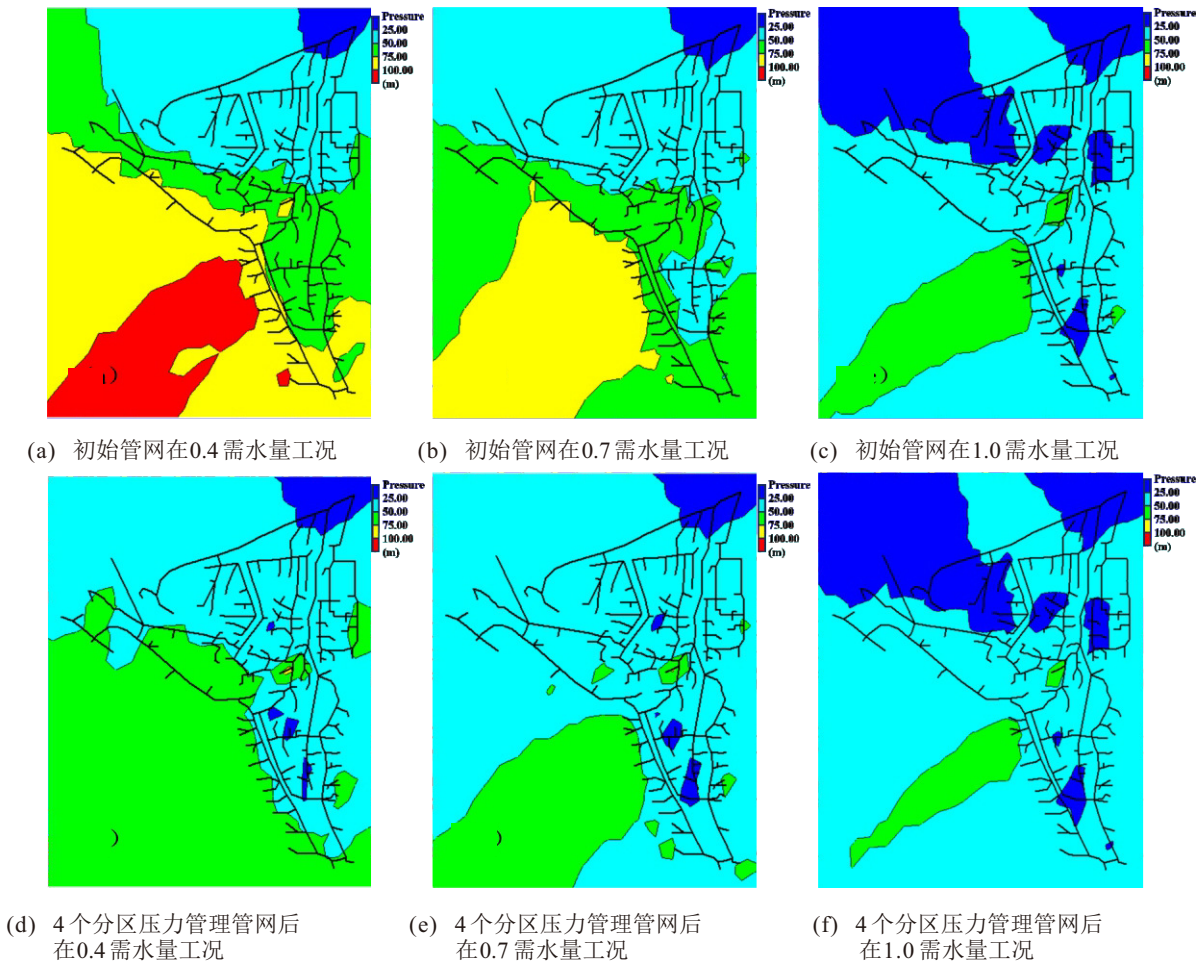 Pressure
25.00
50.00
75.00
100.00
(m)
Pressure
25.00
50.00
75.00
100.00
(m)
Pressure
25.00
50.00
75.00
100.00
(m)
(a) 初始管网在0.4需水量工况
(b) 初始管网在0.7需水量工况
(c) 初始管网在1.0需水量工况
Pressure
25.00
50.00
75.00
100.00
(m)
Pressure
25.00
50.00
75.00
100.00
(m)
Pressure
25.00
50.00
75.00
100.00
(m)
(d) 4个分区压力管理管网后
在0.4需水量工况
(e) 4个分区压力管理管网后
在0.7需水量工况
(f) 4个分区压力管理管网后
在1.0需水量工况